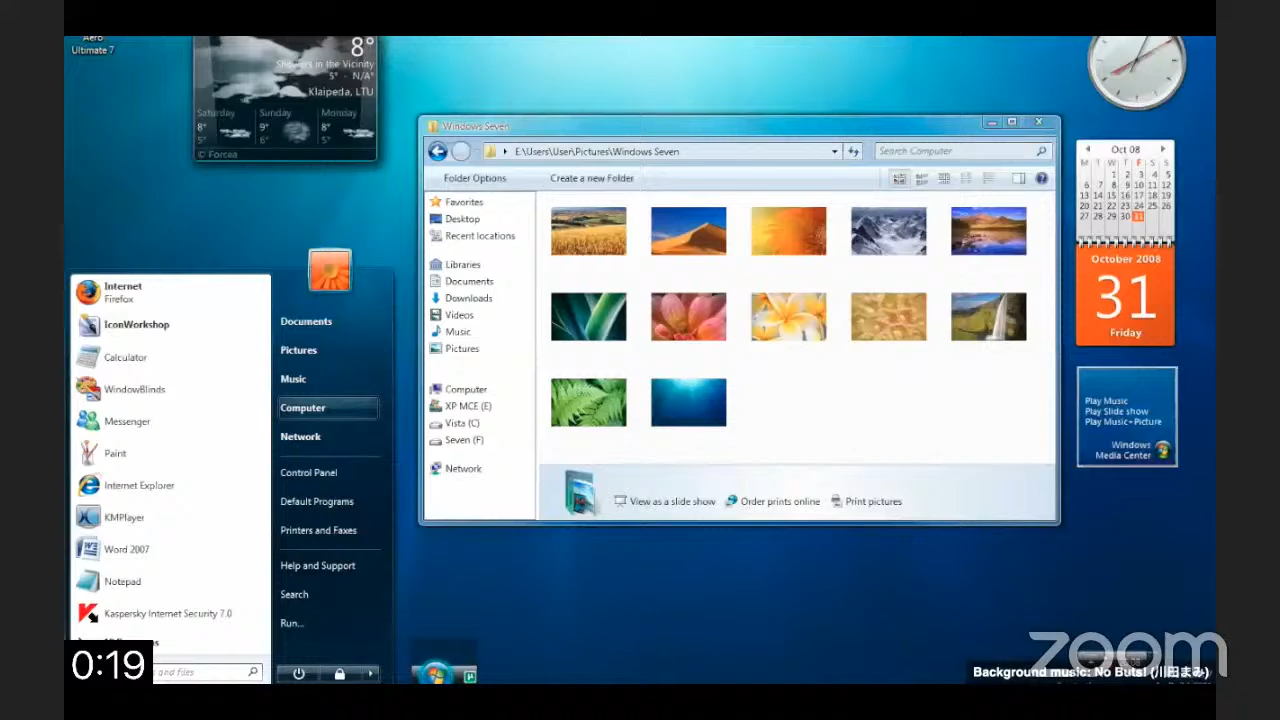 Aero
Ultimate 7
8°
Showers in the Vicinity
5° - N/A°
Klaipeda, LTU
Saturday
8°
5°
Sunday
9°
6°
Monday
8°
5°
© Forcea
Internet
Firefox
IconWorkshop
Calculator
WindowBlinds
Messenger
Paint
Internet Explorer
KMPlayer
Word 2007
Notepad
Kaspersky Internet Security 7.0
and files
Documents
Pictures
Music
Computer
Network
Control Panel
Default Programs
Printers and Faxes
Help and Support
Search
Run...
Windows Seven
E:\Users\User\Pictures\Windows Seven
Search Computer
Folder Options
Create a new Folder
Favorites
Desktop
Recent locations
Libraries
Documents
Downloads
Videos
Music
Pictures
Computer
XP MCE (E)
Vista (C)
Seven (F)
Network
View as a slide show
Order prints online
Print pictures
Oct 08
M T W T F S S
1 2 3 4 5
6 7 8 9 10 11 12
13 14 15 16 17 18 19
20 21 22 23 24 25 26
27 28 29 30 31
October 2008
31
Friday
Play Music
Play Slide show
Play Music+Picture
Windows
Media Center
0:19
zoom
Background music: No Buts! (川田まみ)